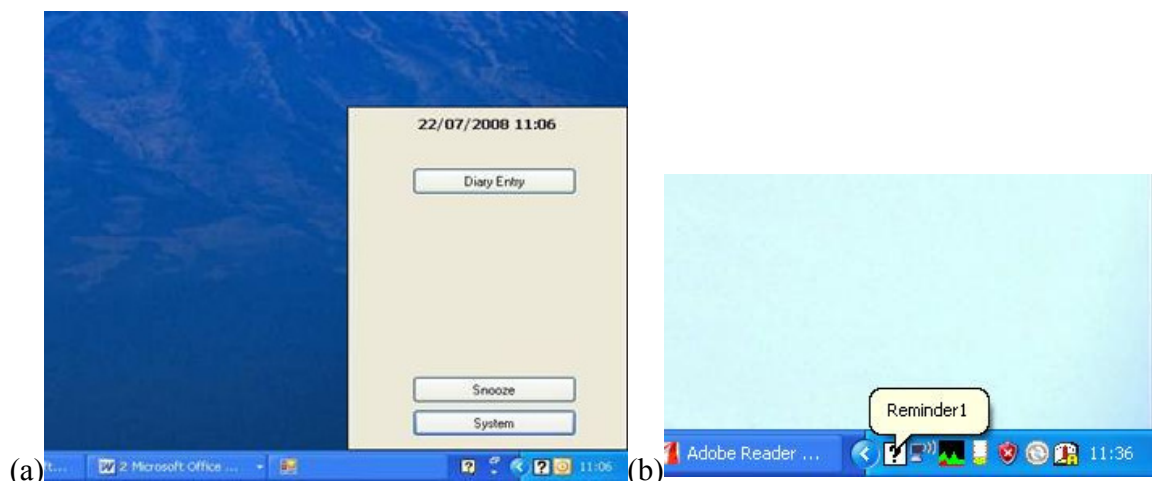 22/07/2008 11:06
Diary Entry
Snooze
System
(a)
2 Microsoft Office ...
11:06
(b)
Reminder1
Adobe Reader ...
11:36